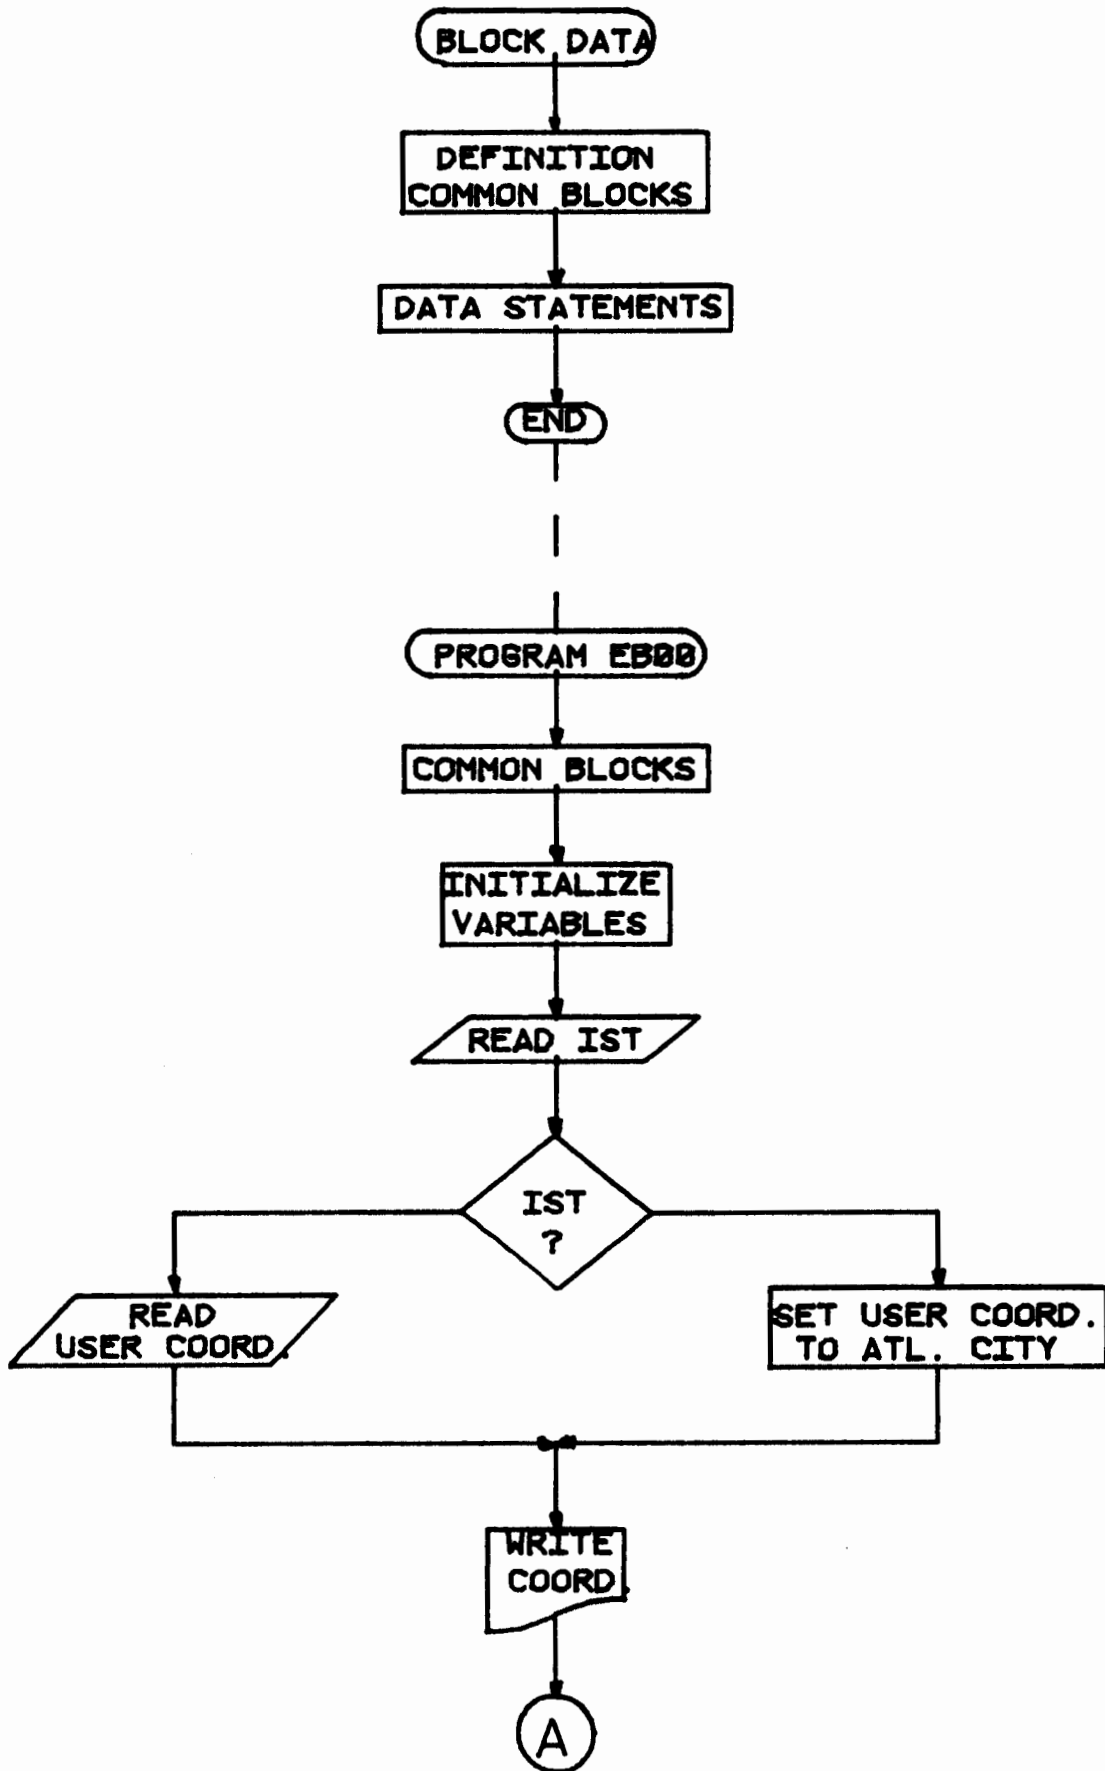 BLOCK DATA
DEFINITION
COMMON BLOCKS
DATA STATEMENTS
END
PROGRAM EB00
COMMON BLOCKS
INITIALIZE
VARIABLES
READ IST
IST
?
READ
USER COORD.
SET USER COORD.
TO ATL. CITY
WRITE
COORD.
A